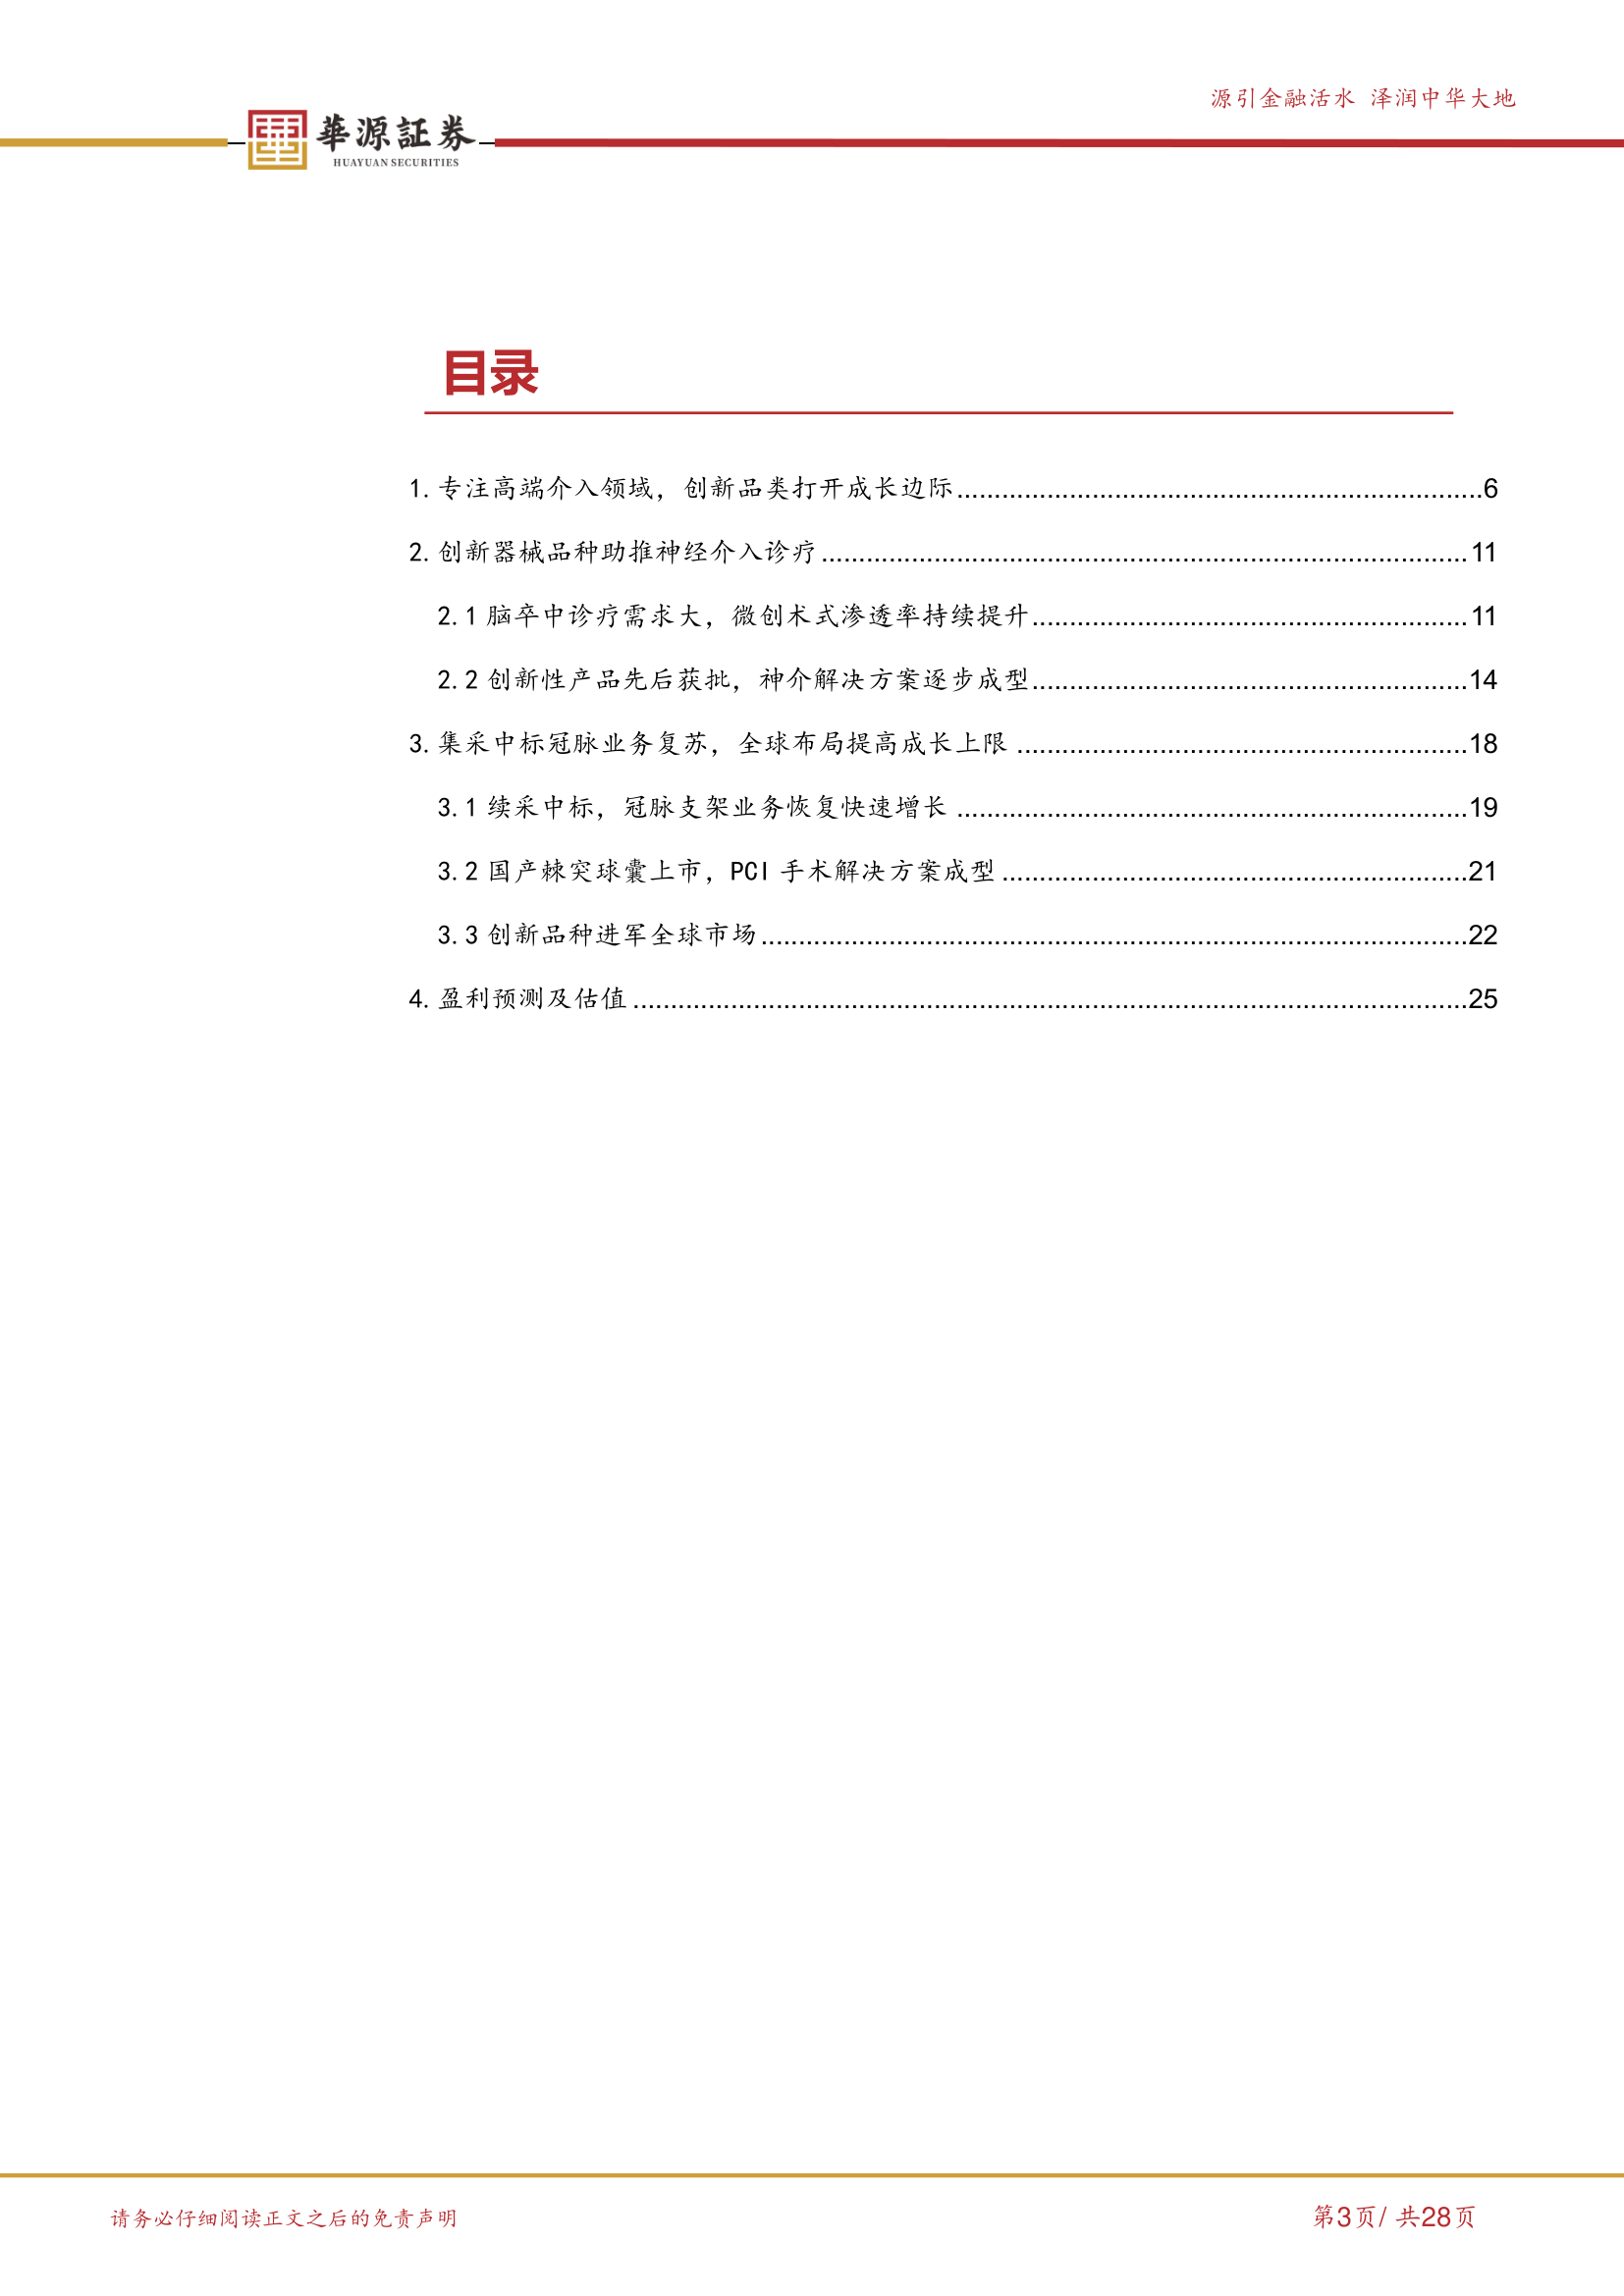 源引金融活水 泽润中华大地
華源証券
HUAYUAN SECURITIES
目录
1. 专注高端介入领域，创新品类打开成长边际......................................................................6
2. 创新器械品种助推神经介入诊疗......................................................................................11
2.1 脑卒中诊疗需求大，微创术式渗透率持续提升..........................................................11
2.2 创新性产品先后获批，神介解决方案逐步成型..........................................................14
3. 集采中标冠脉业务复苏，全球布局提高成长上限............................................................18
3.1 续采中标，冠脉支架业务恢复快速增长....................................................................19
3.2 国产棘突球囊上市，PCI 手术解决方案成型..............................................................21
3.3 创新品种进军全球市场..............................................................................................22
4. 盈利预测及估值...............................................................................................................25
请务必仔细阅读正文之后的免责声明
第3页/ 共28页